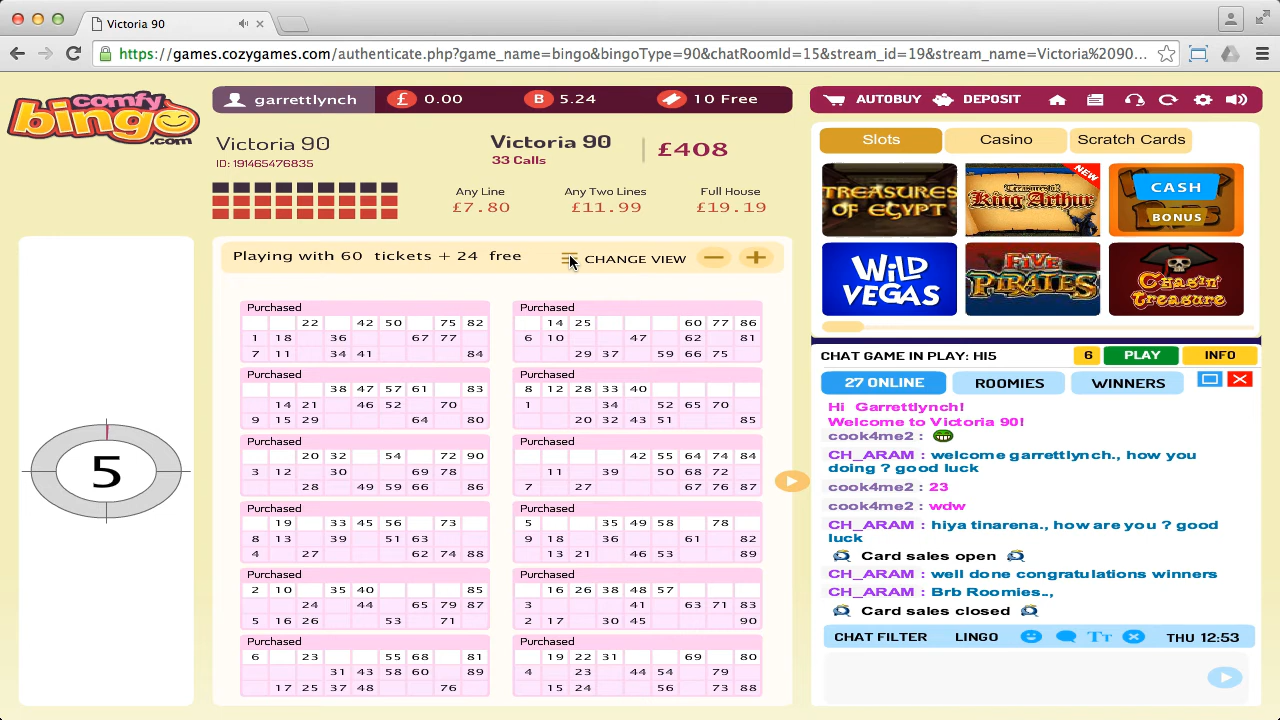 Victoria 90
https://games.cozygames.com/authenticate.php?game_name=bingo&bingoType=90&chatRoomId=15&stream_id=19&stream_name=Victoria%2090...
comfy
bingo
.com
garrettlynch
£ 0.00
B 5.24
10 Free
AUTOBUY
DEPOSIT
Victoria 90
ID: 191465476835
Victoria 90
33 Calls
£408
Any Line
£7.80
Any Two Lines
£11.99
Full House
£19.19
Slots
Casino
Scratch Cards
TREASURES
OF EGYPT
NEW
Treasures of
King Arthur
CASH
BONUS
WiLD
VEGAS
FIVE
PIRATES
Chasin'
Treasure
Playing with 60 tickets + 24 free
CHANGE VIEW
5
Purchased
22 42 50 75 82
1 18 36 67 77
7 11 34 41 84
Purchased
14 25 60 77 86
6 10 47 62 81
29 37 59 66 75
Purchased
38 47 57 61 83
14 21 46 52 70
9 15 29 64 80
Purchased
8 12 28 33 40
1 34 52 65 70
20 32 43 51 89
Purchased
20 32 54 72 90
3 12 30 69 78
28 49 59 66 86
Purchased
42 55 64 74 84
11 39 50 68 72
7 27 67 76 87
Purchased
19 33 45 56 73
8 13 39 51 63
4 27 62 74 88
Purchased
5 35 49 58 78
9 18 36 61 82
13 21 46 53 89
Purchased
2 10 35 40 85
24 44 65 79 87
5 16 26 53 71
Purchased
16 26 38 48 57
3 41 63 71 83
2 17 30 45 90
Purchased
6 23 55 68 81
31 43 58 60 89
17 25 37 48 76
Purchased
19 22 31 69 80
4 23 44 54 79
15 24 56 73 88
CHAT GAME IN PLAY: HI5
6
PLAY
INFO
27 ONLINE
ROOMIES
WINNERS
Hi Garrettlynch!
Welcome to Victoria 90!
cook4me2 :
CH_ARAM : welcome garrettlynch., how you
doing ? good luck
cook4me2 : 23
cook4me2 : wdw
CH_ARAM : hiya tinarena., how are you ? good
luck
Card sales open
CH_ARAM : well done congratulations winners
CH_ARAM : Brb Roomies..,
Card sales closed
CHAT FILTER
LINGO
TT
THU 12:53